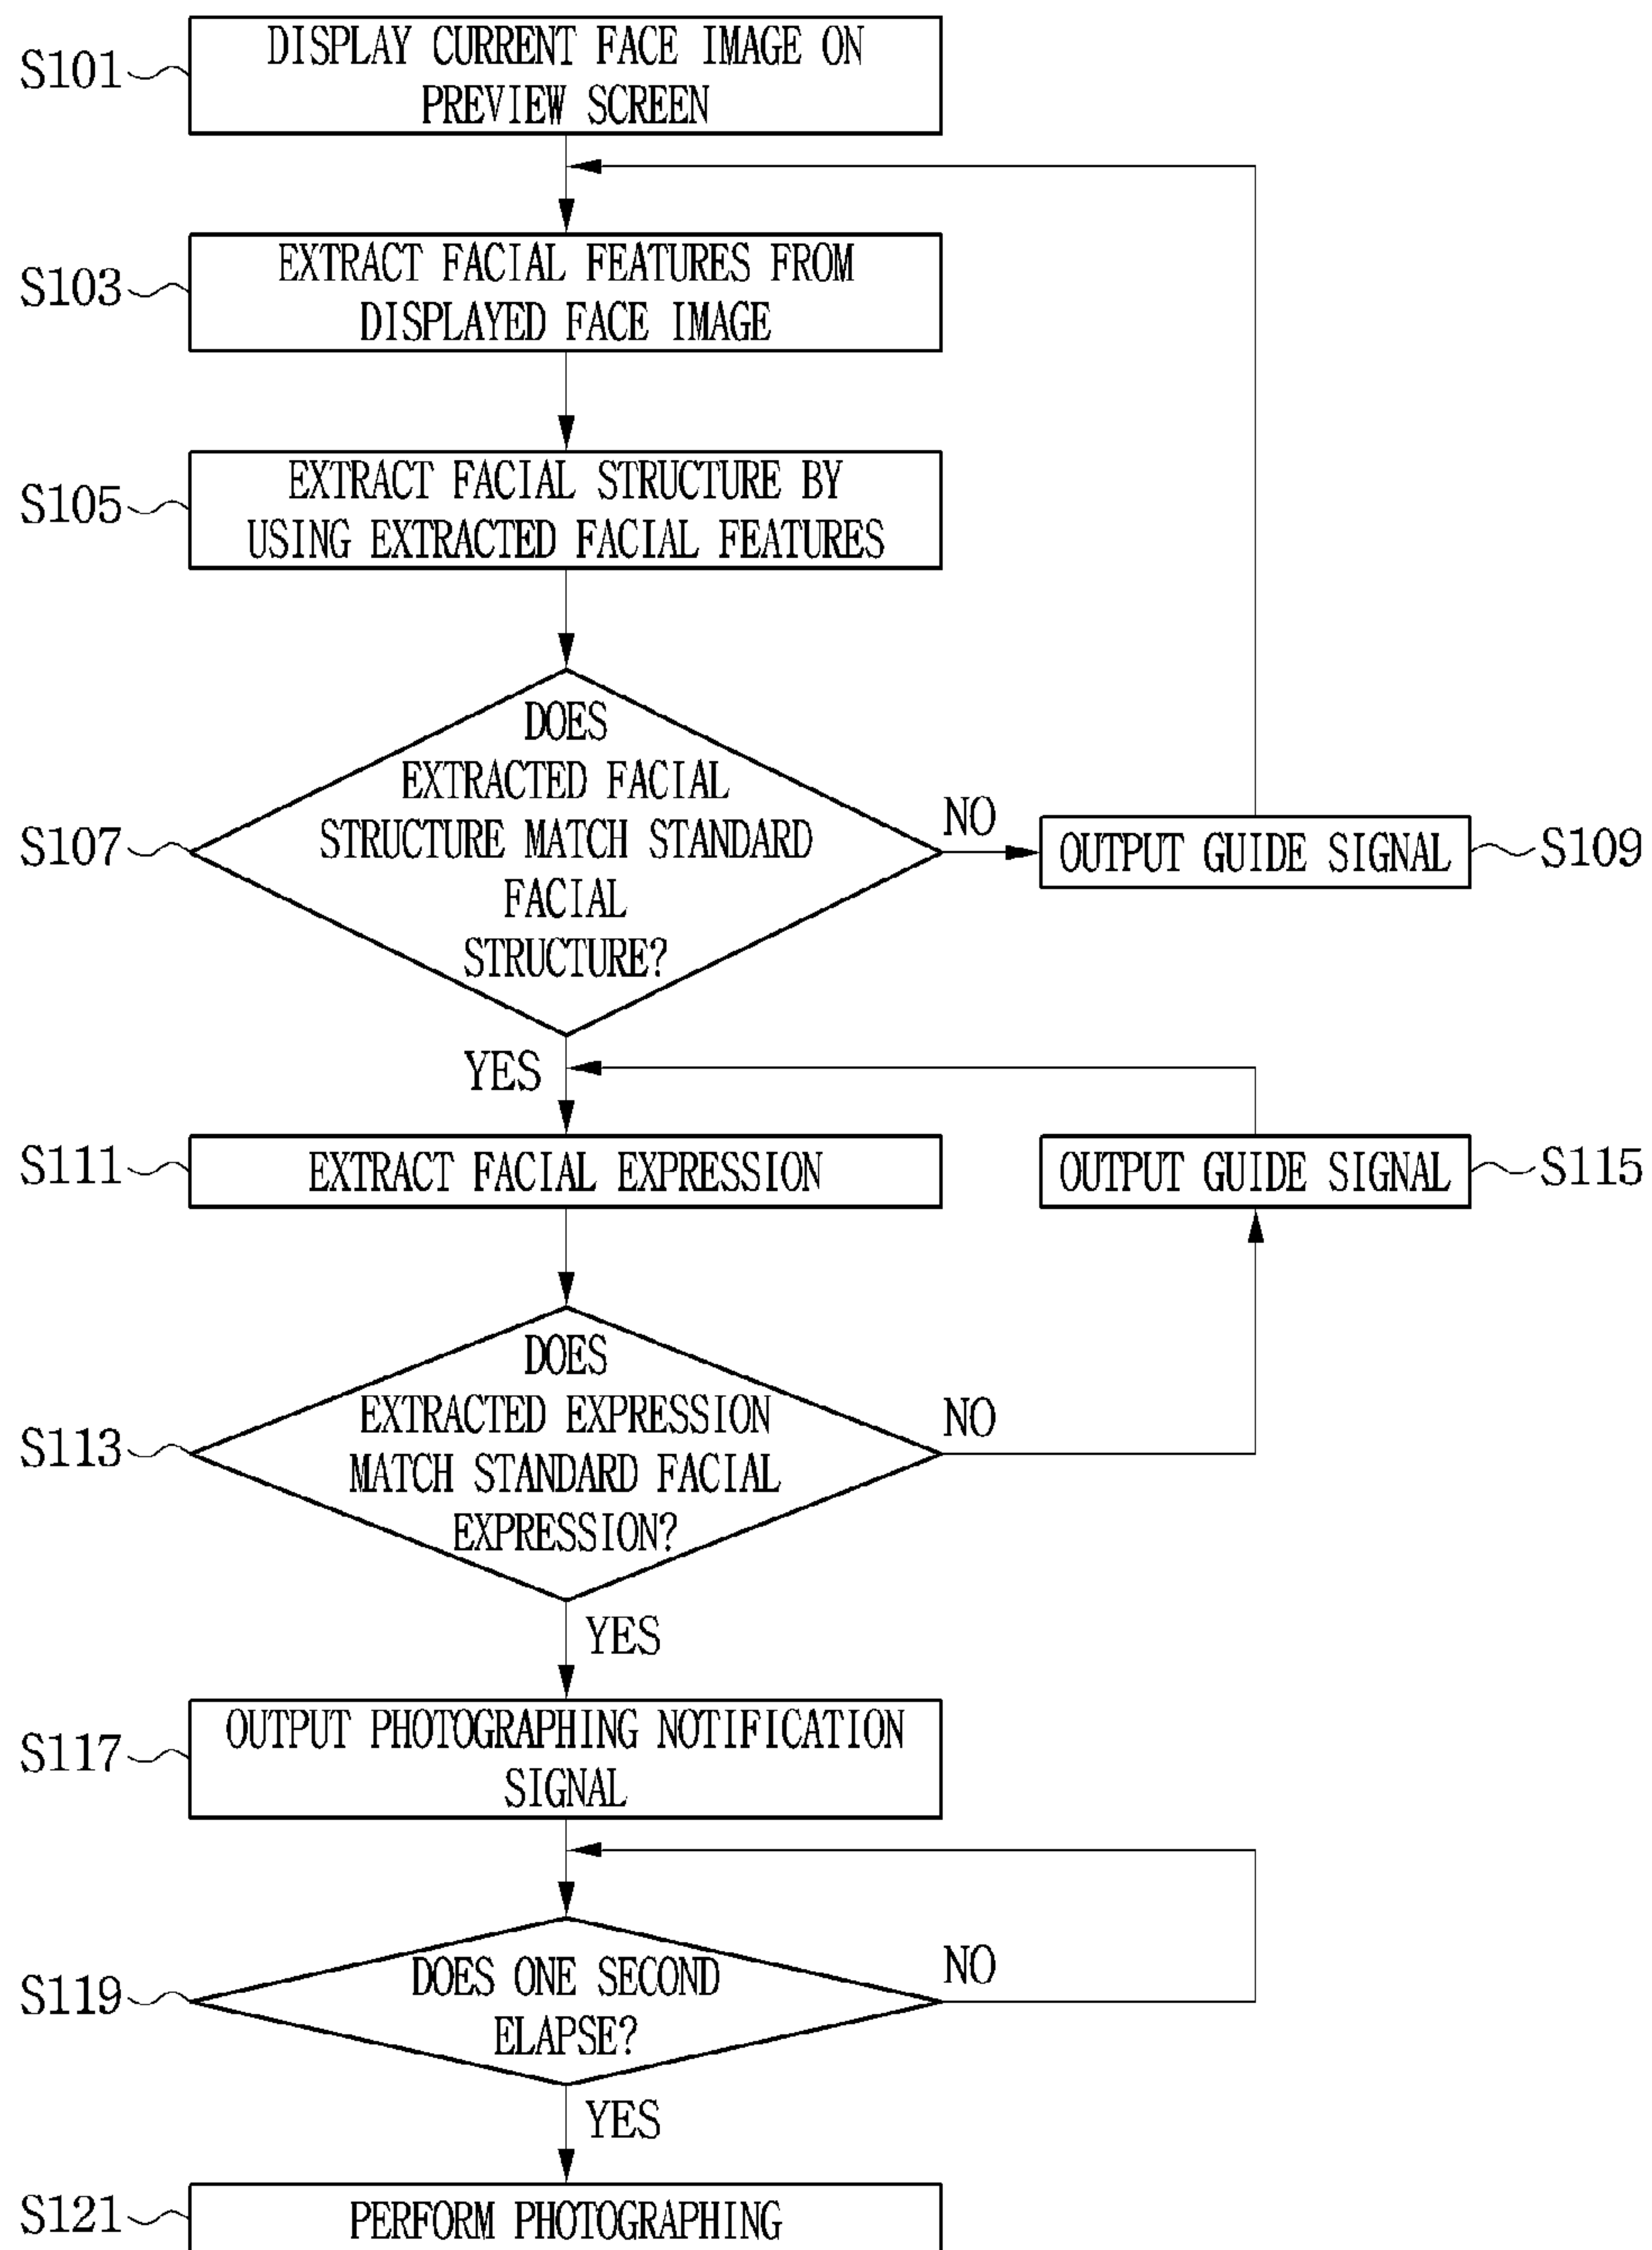 S101
DISPLAY CURRENT FACE IMAGE ON
PREVIEW SCREEN
S103
EXTRACT FACIAL FEATURES FROM
DISPLAYED FACE IMAGE
S105
EXTRACT FACIAL STRUCTURE BY
USING EXTRACTED FACIAL FEATURES
S107
DOES
EXTRACTED FACIAL
STRUCTURE MATCH STANDARD
FACIAL
STRUCTURE?
NO
OUTPUT GUIDE SIGNAL
S109
YES
S111
EXTRACT FACIAL EXPRESSION
OUTPUT GUIDE SIGNAL
S115
S113
DOES
EXTRACTED EXPRESSION
MATCH STANDARD FACIAL
EXPRESSION?
NO
YES
S117
OUTPUT PHOTOGRAPHING NOTIFICATION
SIGNAL
S119
DOES ONE SECOND
ELAPSE?
NO
YES
S121
PERFORM PHOTOGRAPHING